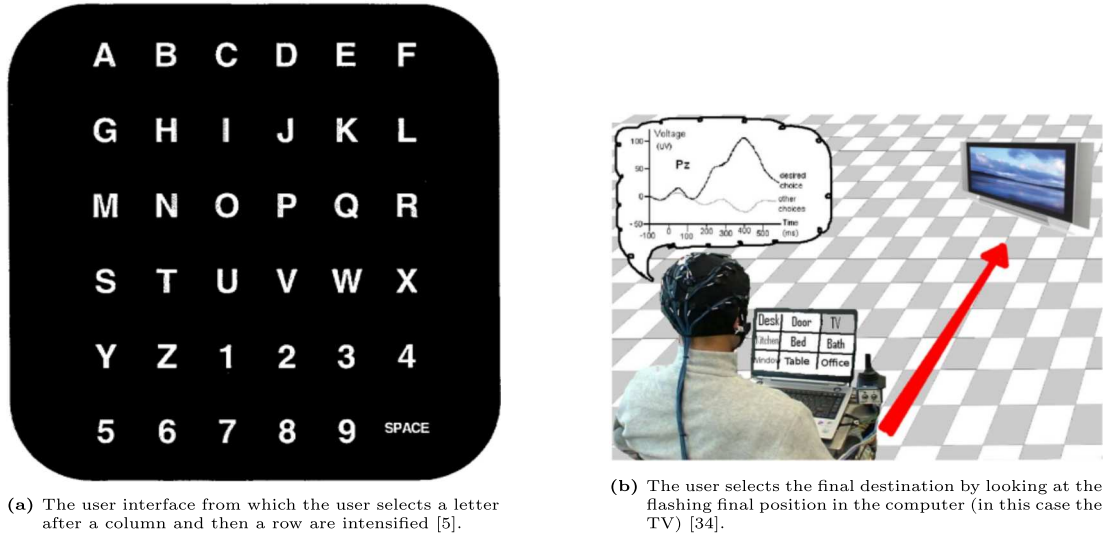 A B C D E F
G H I J K L
M N O P Q R
S T U V W X
Y Z 1 2 3 4
5 6 7 8 9 SPACE
(a) The user interface from which the user selects a letter
after a column and then a row are intensified [5].
Voltage
(uV)
100
Pz
50
desired
choice
0
other
choices
-50
Time
(ms)
-100 0 100 200 300 400 500
Desk Door TV
Kitchen Bed Bath
Window Table Office
(b) The user selects the final destination by looking at the
flashing final position in the computer (in this case the
TV) [34].